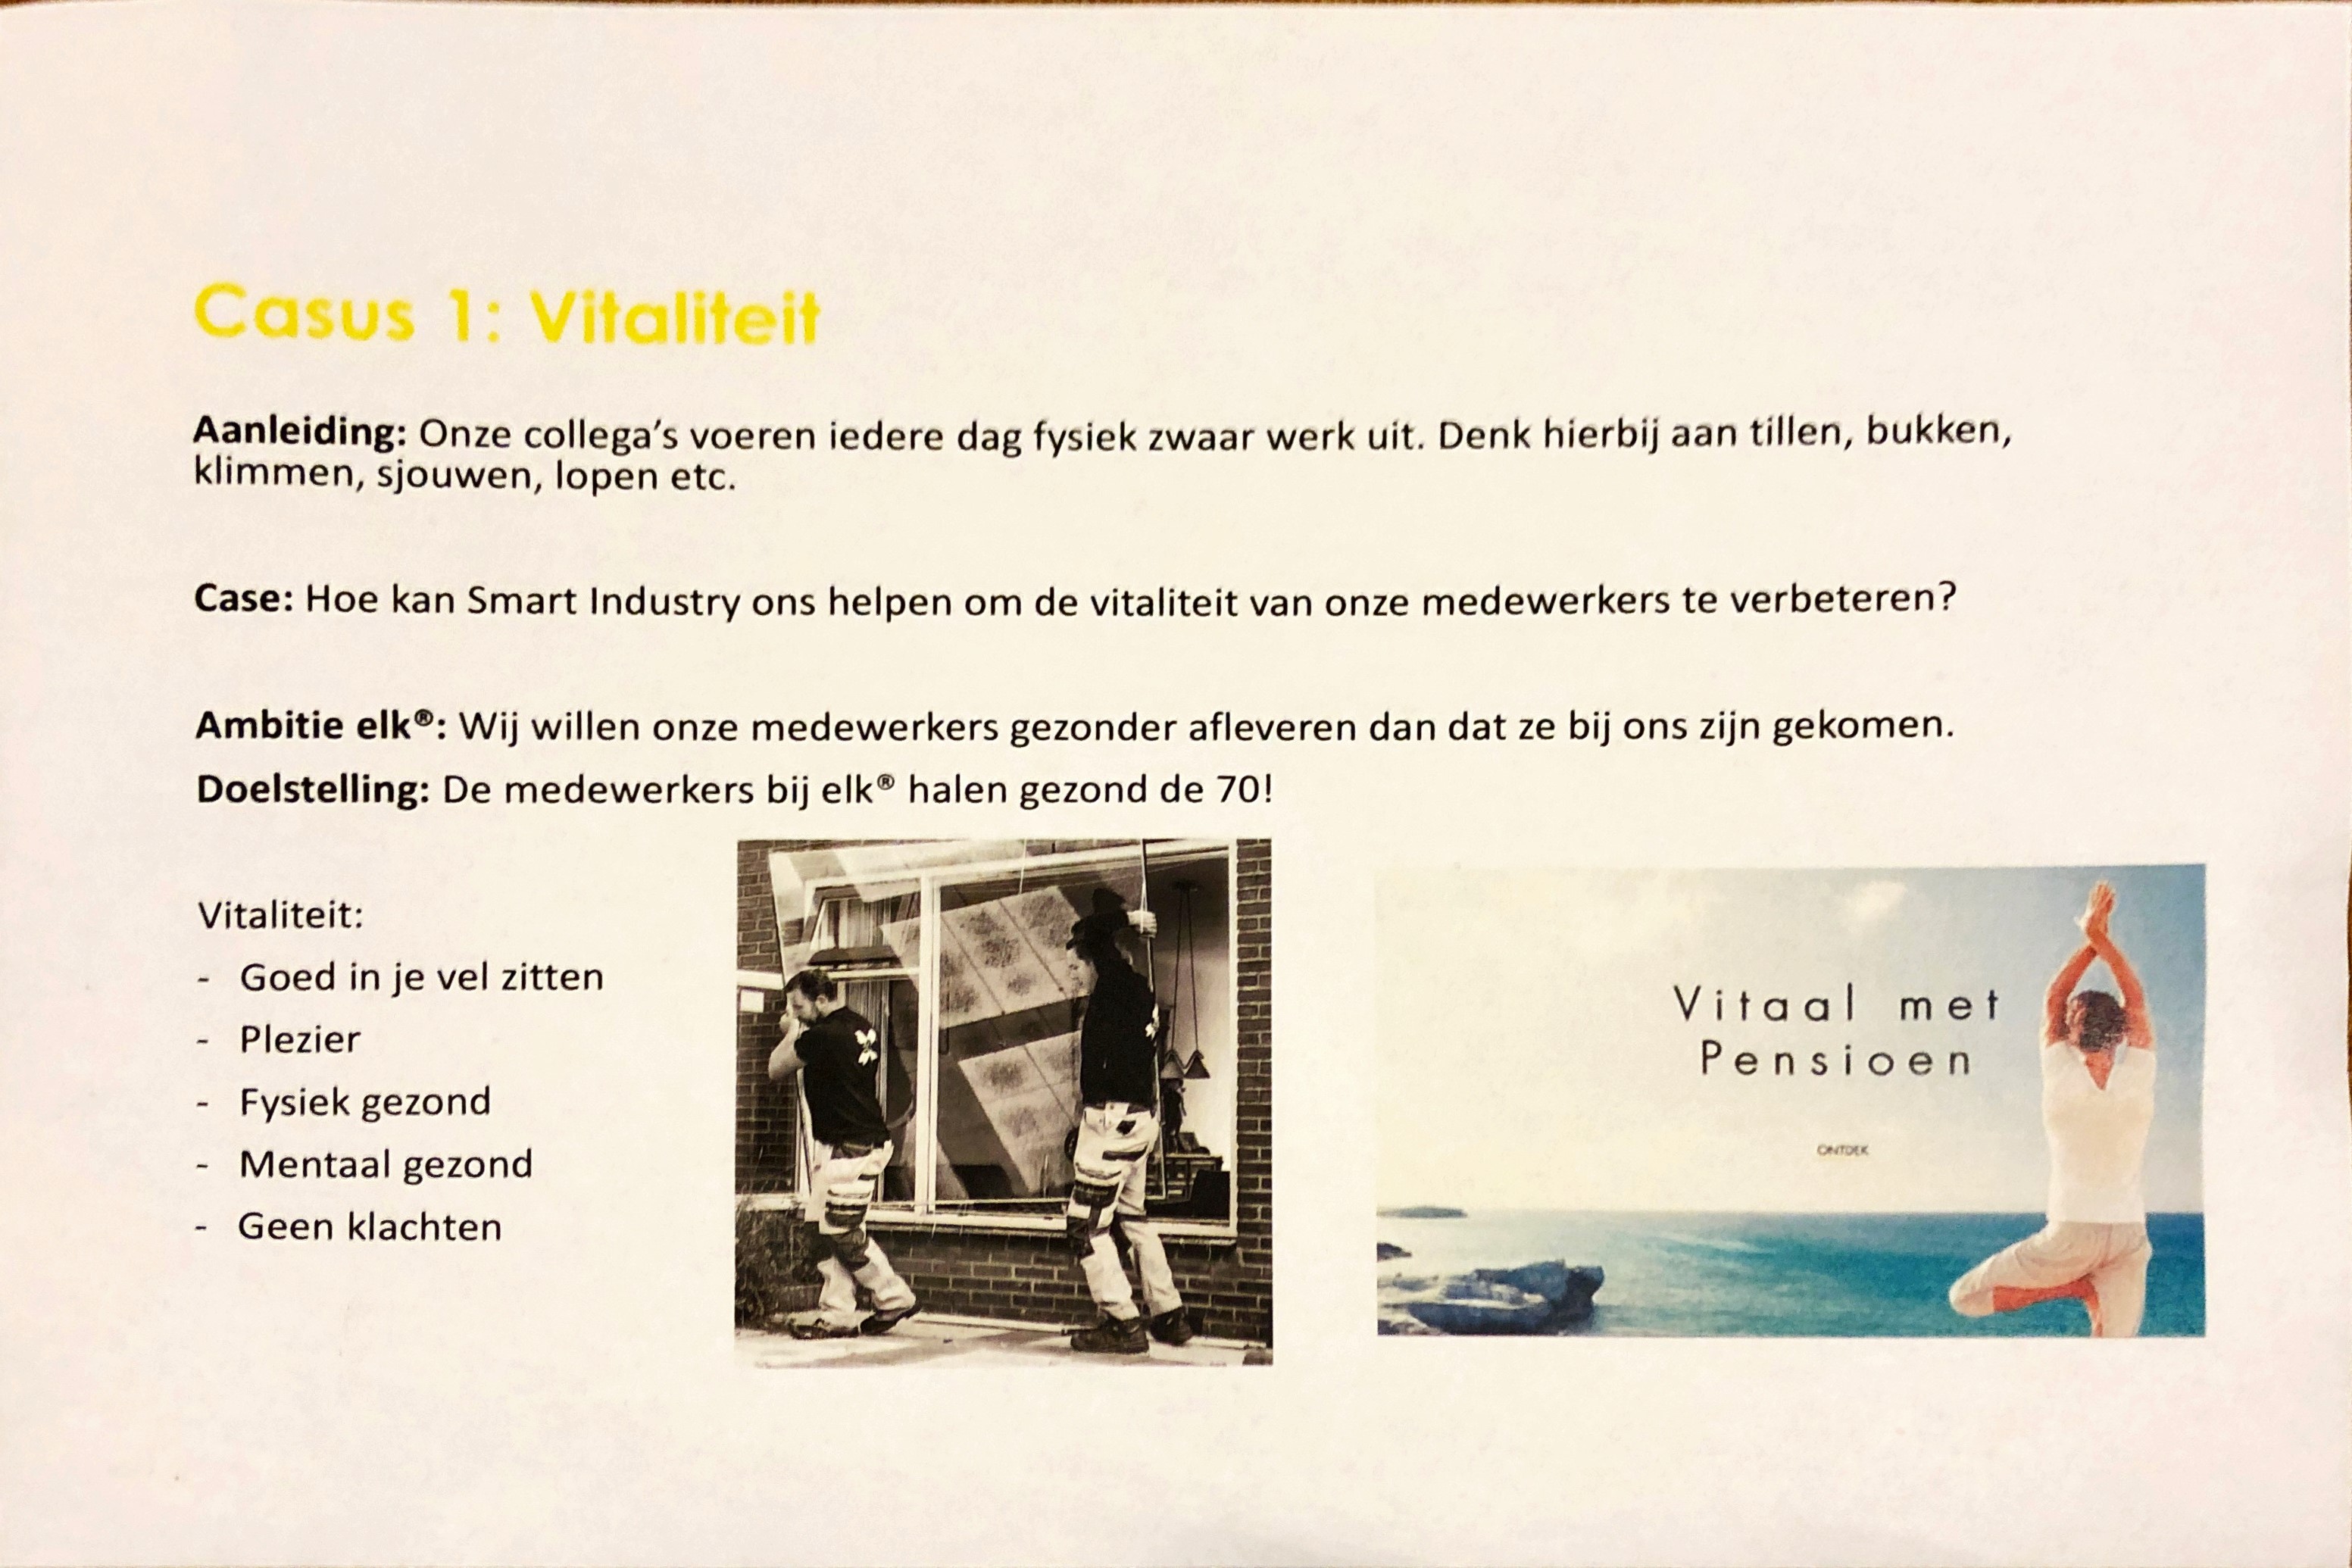 Casus 1: Vitaliteit
Aanleiding: Onze collega's voeren iedere dag fysiek zwaar werk uit. Denk hierbij aan tillen, bukken,
klimmen, sjouwen, lopen etc.
Case: Hoe kan Smart Industry ons helpen om de vitaliteit van onze medewerkers te verbeteren?
Ambitie elk®: Wij willen onze medewerkers gezonder afleveren dan dat ze bij ons zijn gekomen.
Doelstelling: De medewerkers bij elk® halen gezond de 70!
Vitaliteit:
- Goed in je vel zitten
- Plezier
- Fysiek gezond
- Mentaal gezond
- Geen klachten
Vitaal met
Pensioen
ONTDEK